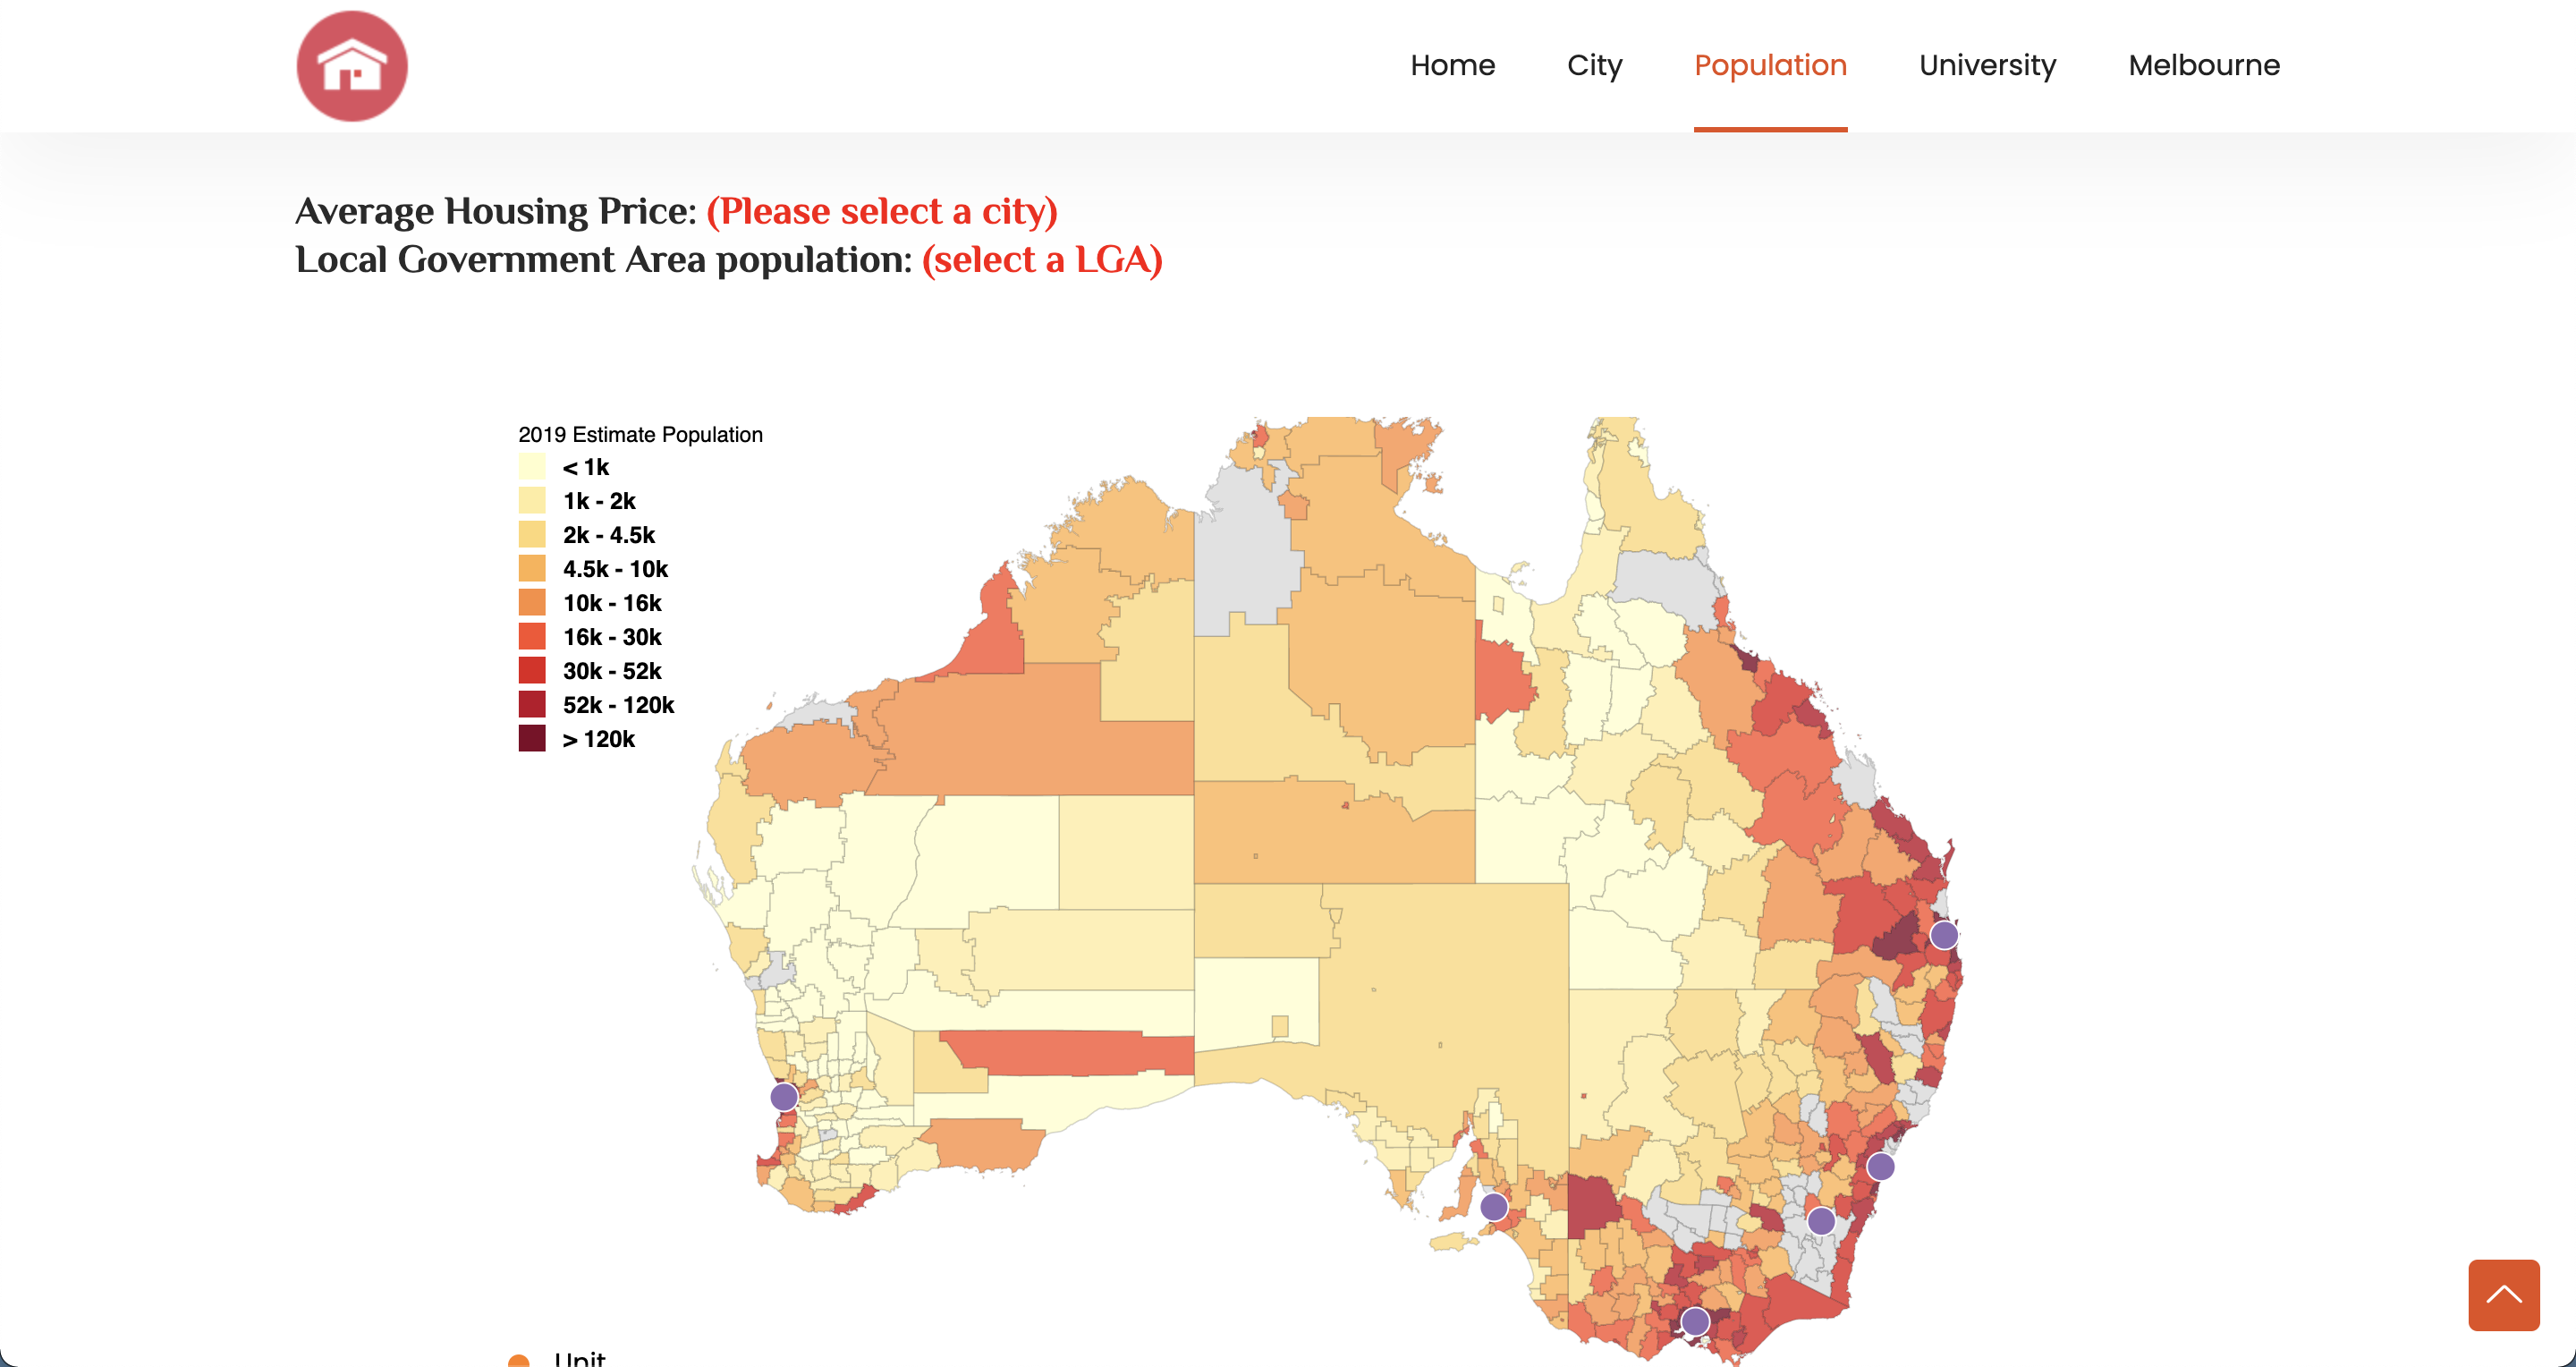 Home City Population University Melbourne
Average Housing Price: (Please select a city)
Local Government Area population: (select a LGA)
2019 Estimate Population
< 1k
1k - 2k
2k - 4.5k
4.5k - 10k
10k - 16k
16k - 30k
30k - 52k
52k - 120k
> 120k
Unit